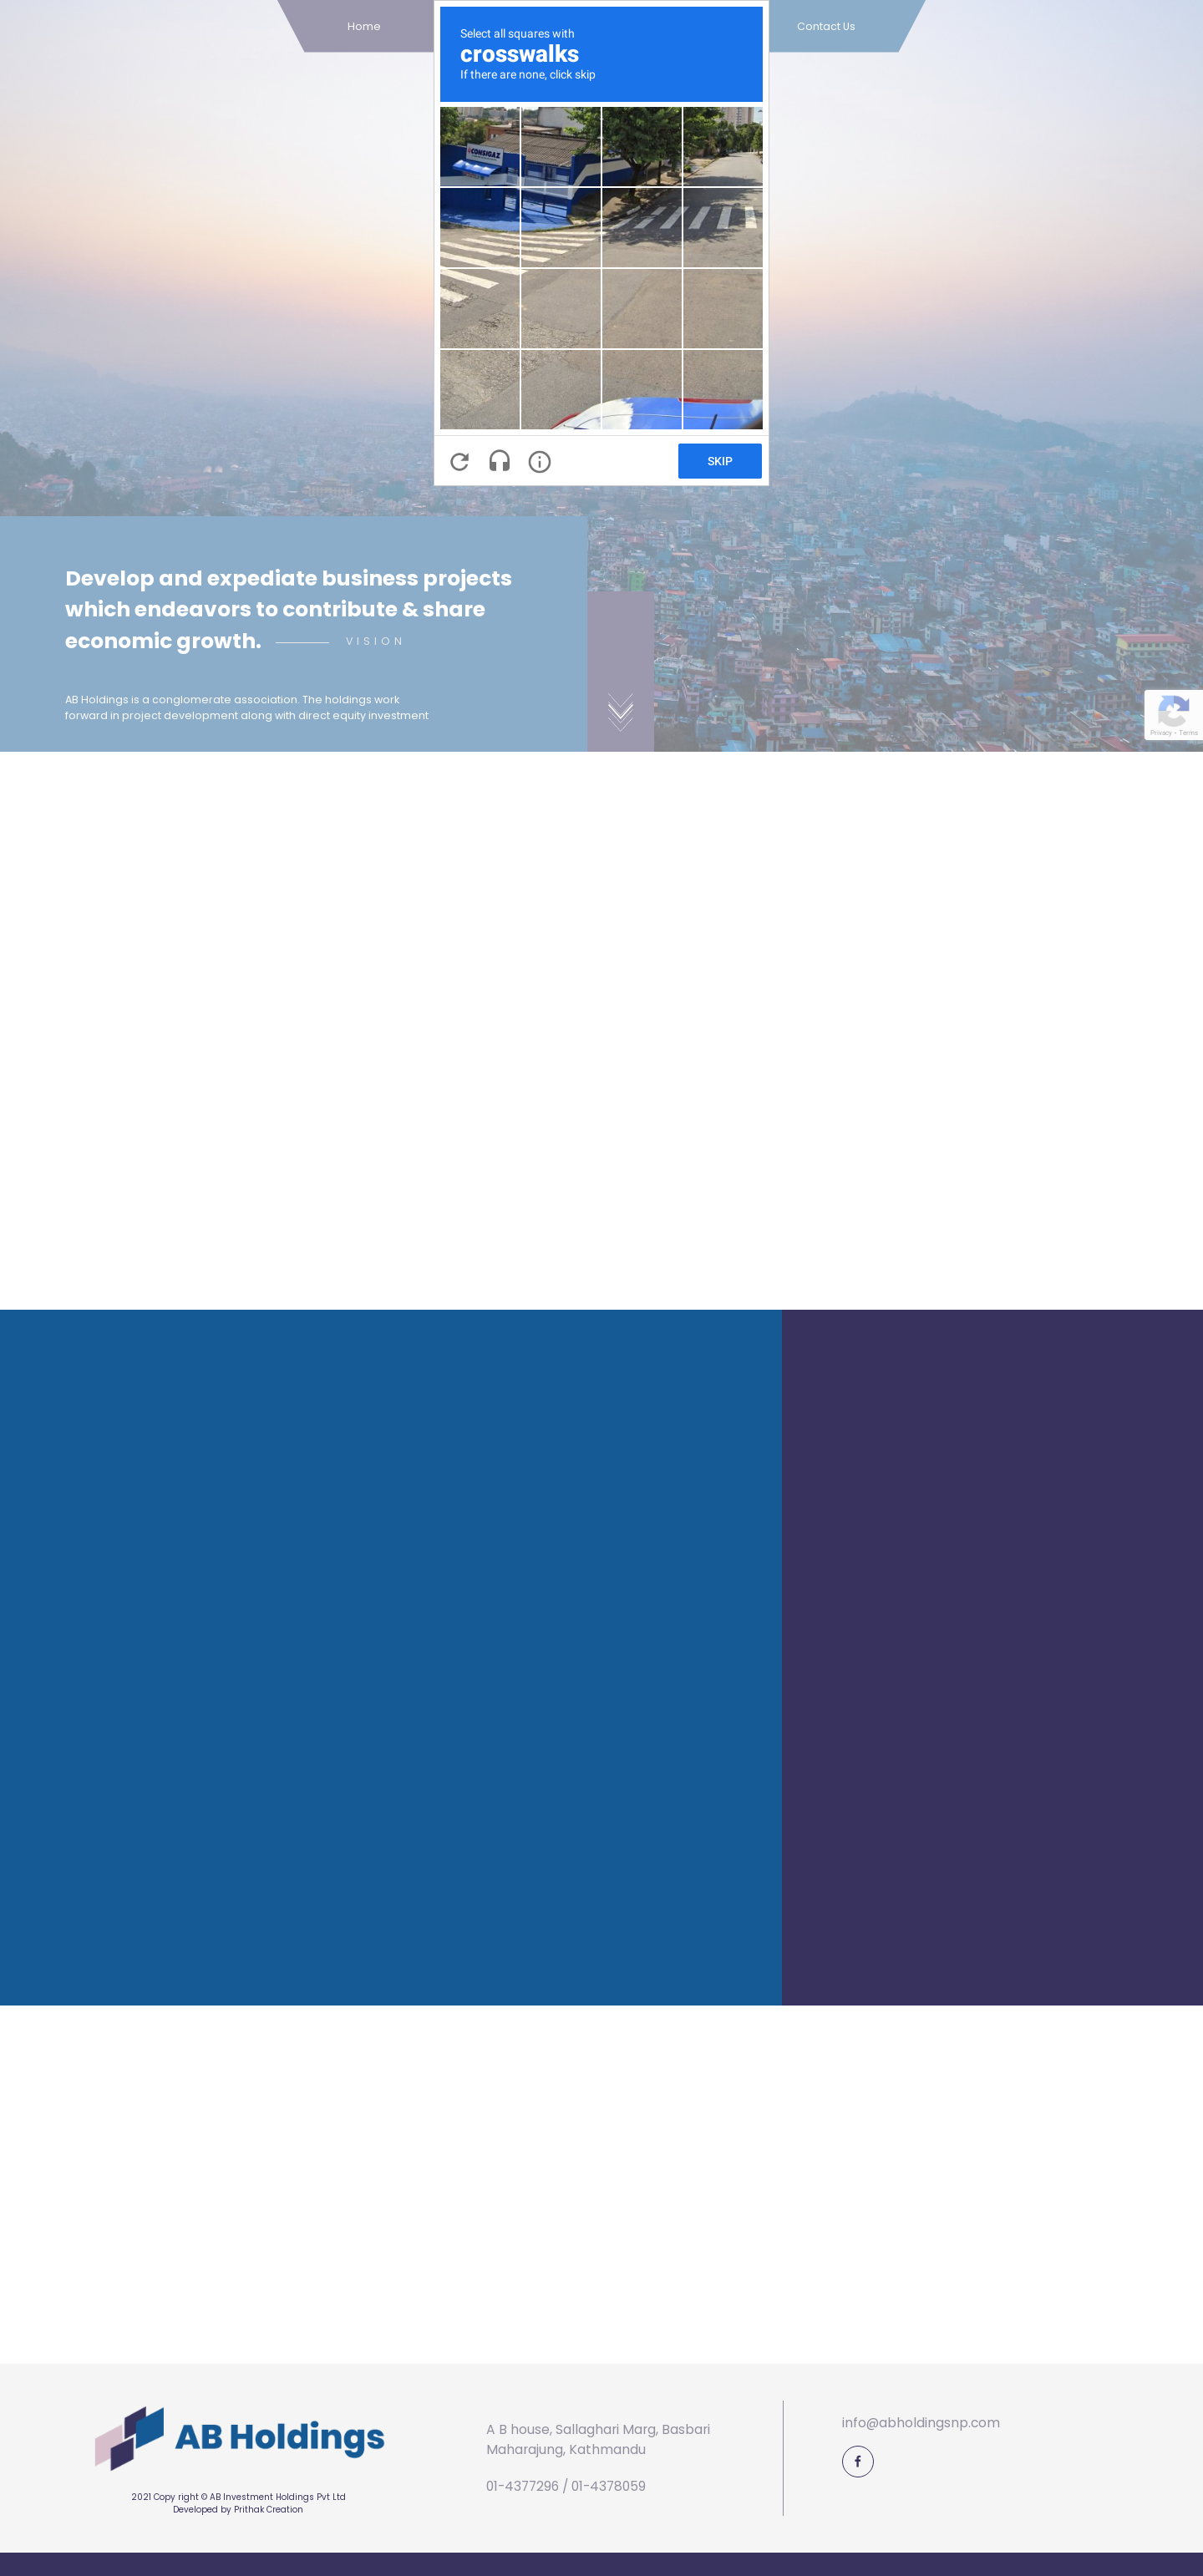 Home
Contact Us
Select all squares with
crosswalks
If there are none, click skip
CONSIGAZ
SKIP
Develop and expediate business projects
which endeavors to contribute & share
economic growth.
VISION
AB Holdings is a conglomerate association. The holdings work
forward in project development along with direct equity investment
Privacy - Terms
AB Holdings
2021 Copy right © AB Investment Holdings Pvt Ltd
Developed by Prithak Creation
A B house, Sallaghari Marg, Basbari
Maharajung, Kathmandu
01-4377296 / 01-4378059
info@abholdingsnp.com